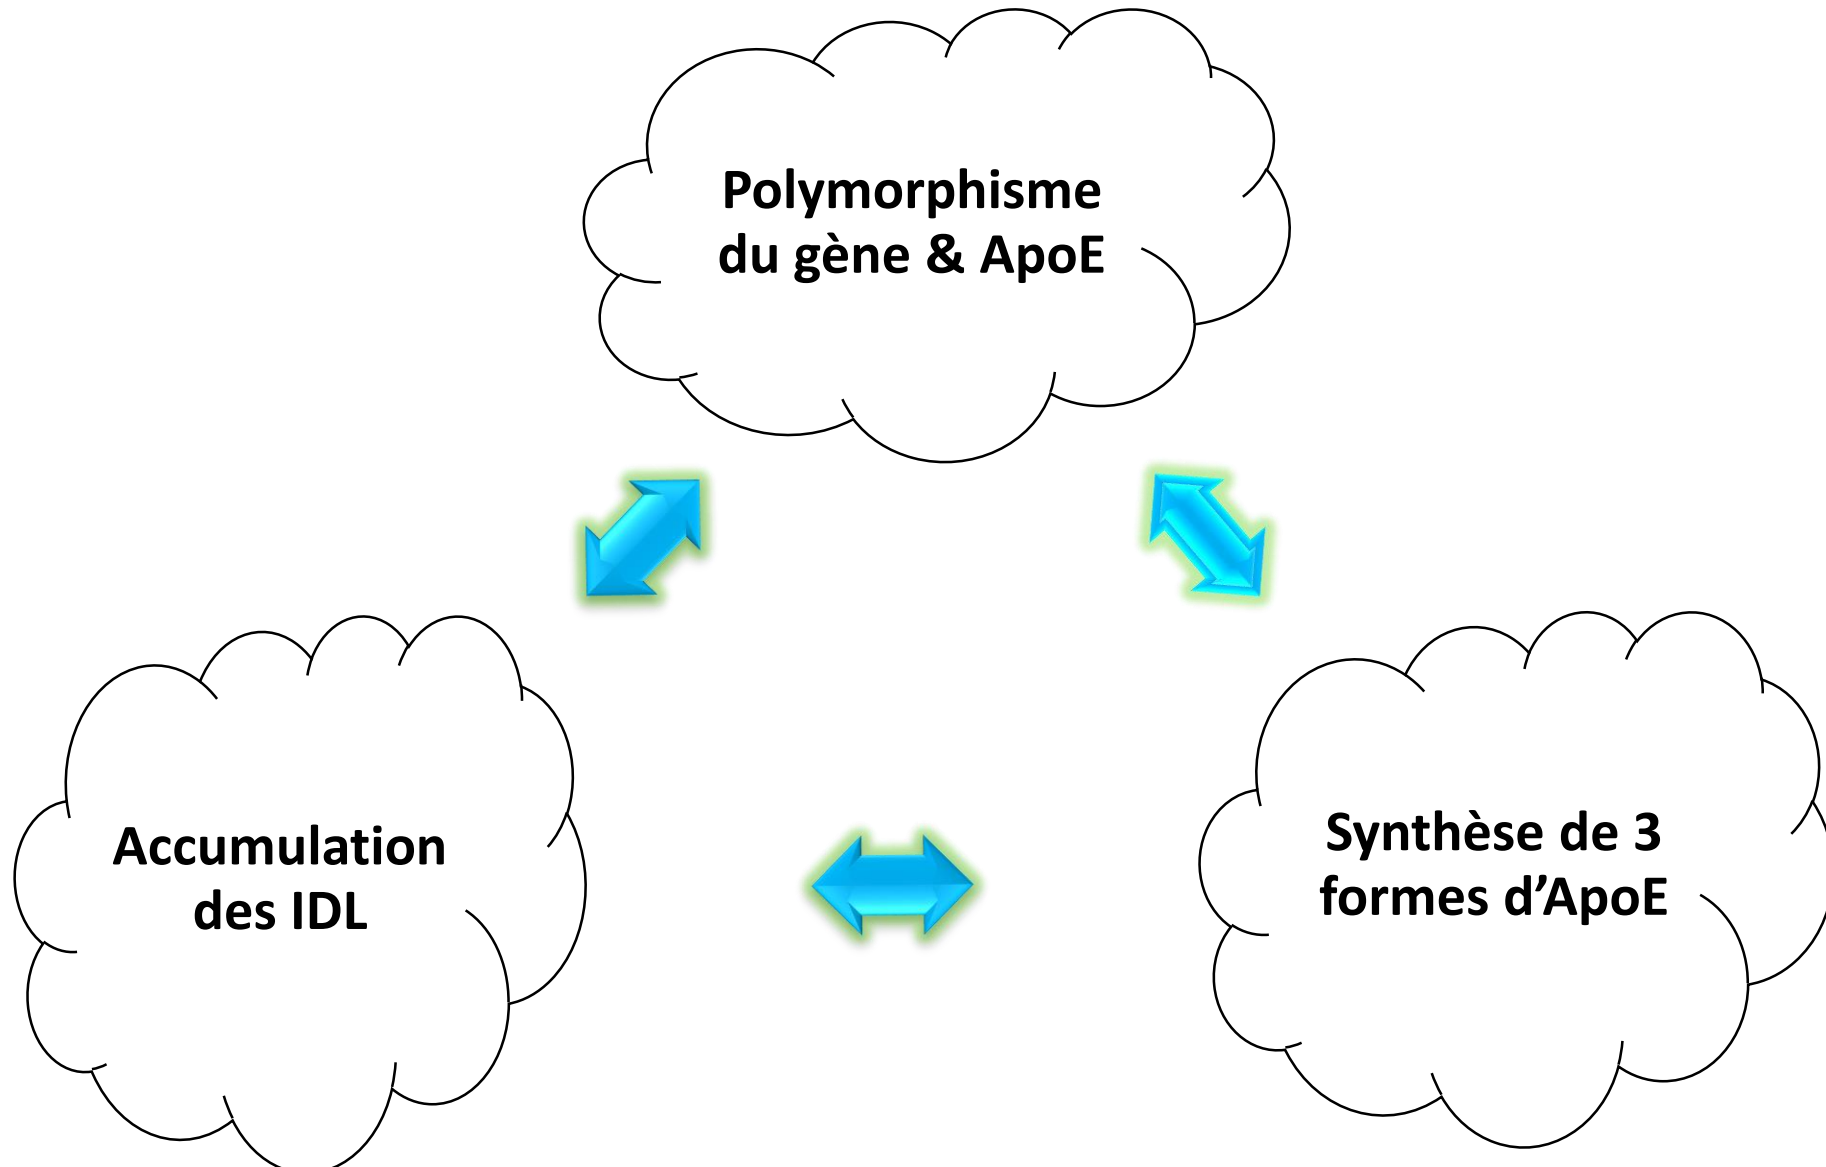 Polymorphisme
du gène & ApoE
Accumulation
des IDL
Synthèse de 3
formes d’ApoE